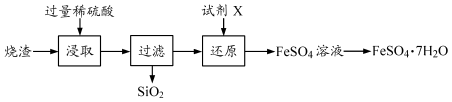 过量稀硫酸 试剂 X
烧渣 浸取 过滤 还原 FeSO₄ 溶液 FeSO₄·7H₂O
SiO₂